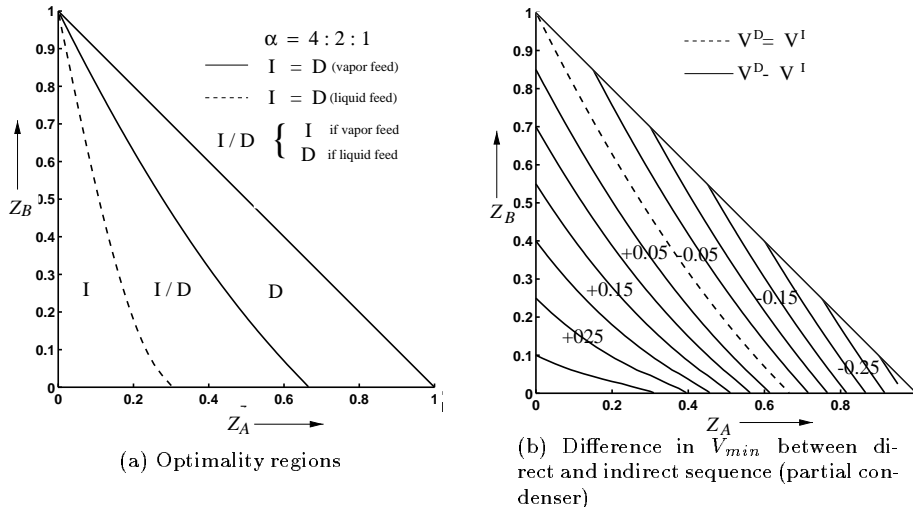 α = 4 : 2 : 1
I = D (vapor feed)
I = D (liquid feed)
I / D { I if vapor feed
D if liquid feed
1
0.9
0.8
0.7
0.6
0.5
0.4
0.3
0.2
0.1
0
Z_B
I
I / D
D
0
0.2
0.4
0.6
0.8
1
Z_A
(a) Optimality regions
V^D = V^I
V^D - V^I
1
0.9
0.8
0.7
0.6
0.5
0.4
0.3
0.2
0.1
0
Z_B
+0.05
-0.05
+0.15
-0.15
+025
-0.25
0
0.2
0.4
0.6
0.8
Z_A
(b) Difference in V_min between di-
rect and indirect sequence (partial con-
denser)